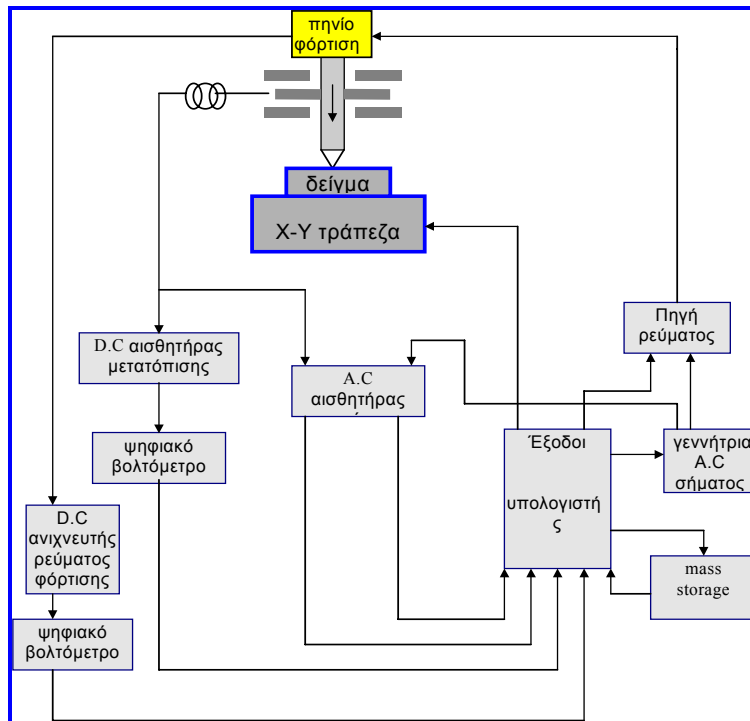 πηνίο
φόρτιση
δείγμα
X-Y τράπεζα
Πηγή
ρεύματος
D.C αισθητήρας
μετατόπισης
A.C
αισθητήρας
ψηφιακό
βολτόμετρο
Έξοδοι
υπολογιστή
ς
γεννήτρια
A.C
σήματος
D.C
ανιχνευτής
ρεύματος
φόρτισης
mass
storage
ψηφιακό
βολτόμετρο